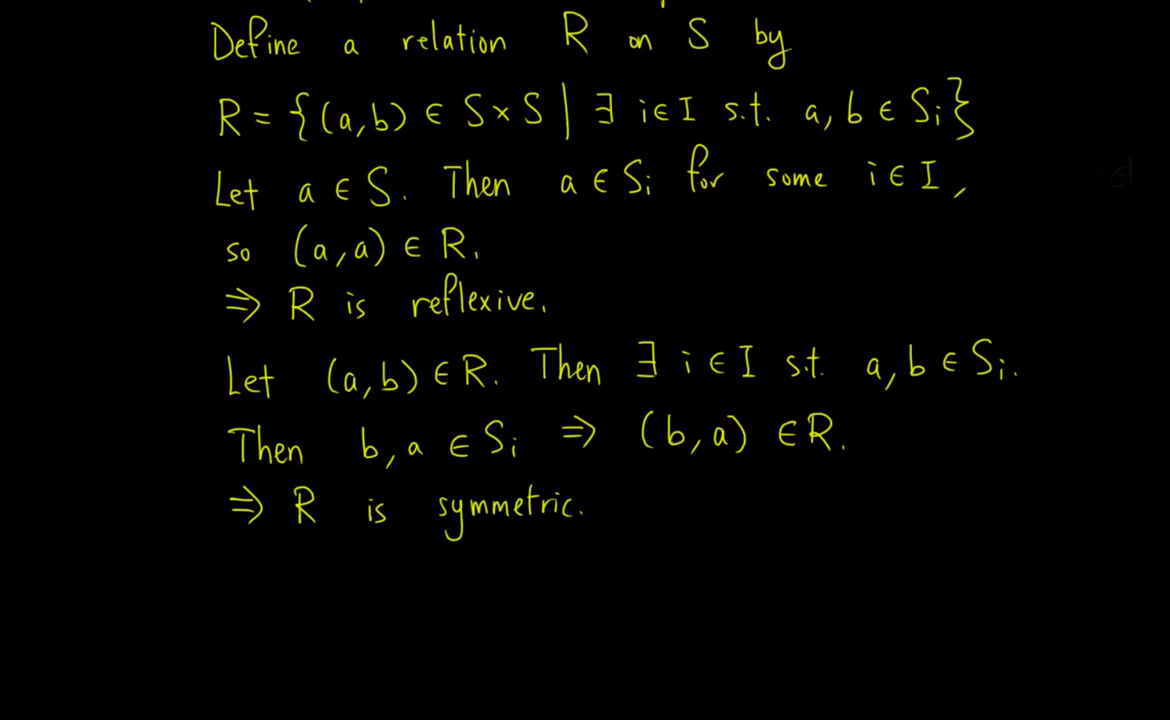 Define a relation R on S by
R = {(a,b) ∈ S×S | ∃ i∈I s.t. a, b ∈ Sᵢ}
Let a ∈ S. Then a ∈ Sᵢ for some i ∈ I,
so (a,a) ∈ R.
⇒ R is reflexive.
Let (a,b) ∈ R. Then ∃ i ∈ I s.t. a, b ∈ Sᵢ.
Then b, a ∈ Sᵢ ⇒ (b,a) ∈ R.
⇒ R is symmetric.